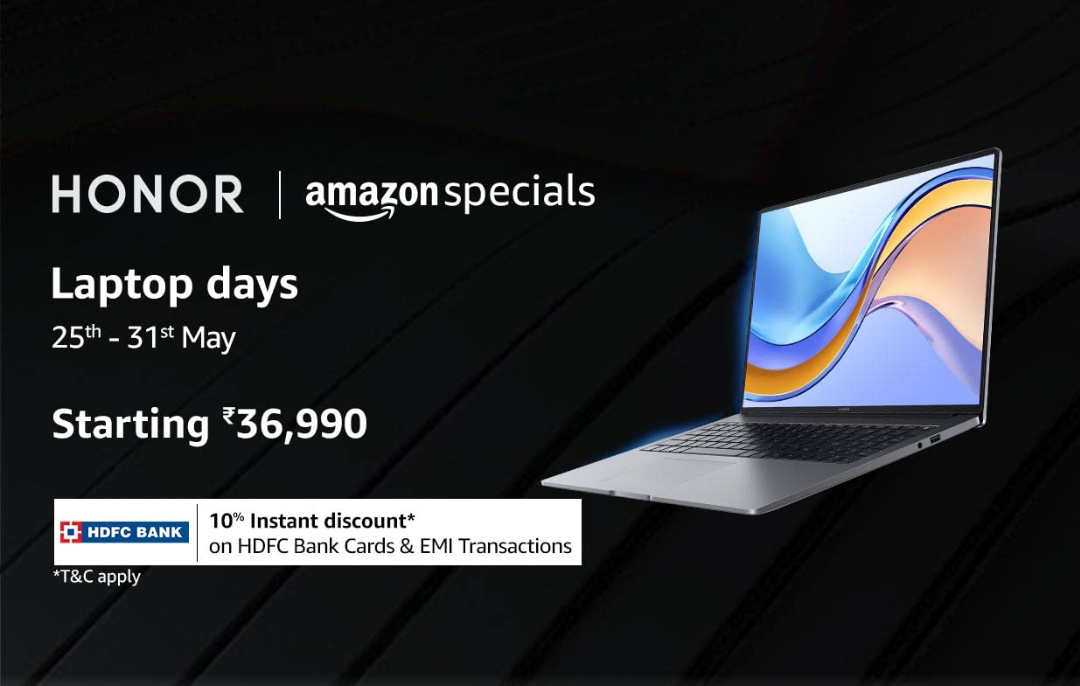 HONOR | amazon specials
Laptop days
25th - 31st May
Starting ₹36,990
HDFC BANK
10% Instant discount*
on HDFC Bank Cards & EMI Transactions
*T&C apply